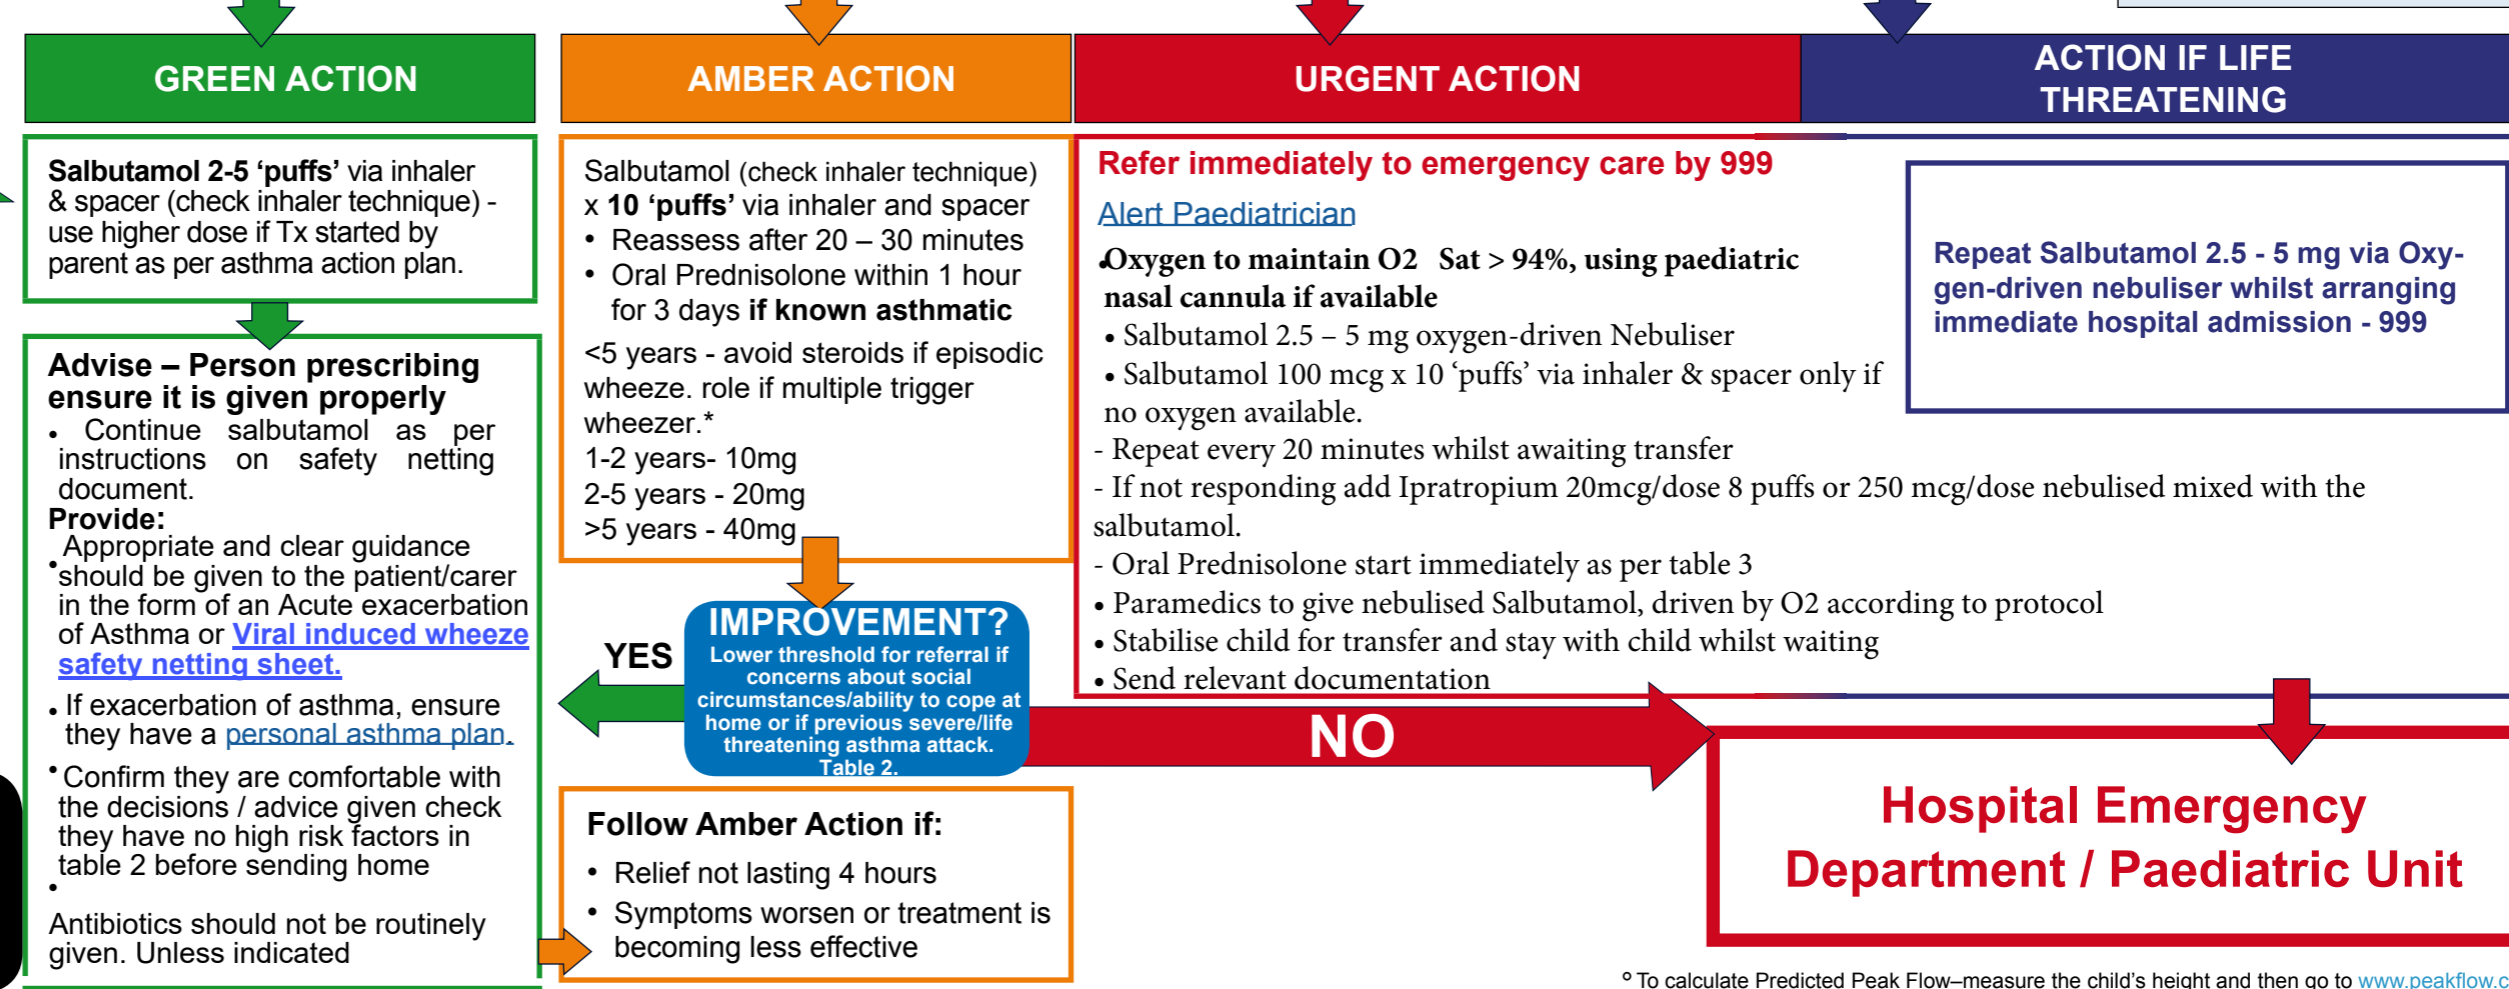 GREEN ACTION
Salbutamol 2-5 ‘puffs’ via inhaler
& spacer (check inhaler technique) -
use higher dose if Tx started by
parent as per asthma action plan.
Advise – Person prescribing
ensure it is given properly
• Continue salbutamol as per
instructions on safety netting
document.
Provide:
• Appropriate and clear guidance
should be given to the patient/carer
in the form of an Acute exacerbation
of Asthma or Viral induced wheeze
safety netting sheet.
• If exacerbation of asthma, ensure
they have a personal asthma plan.
• Confirm they are comfortable with
the decisions / advice given check
they have no high risk factors in
table 2 before sending home
•
Antibiotics should not be routinely
given. Unless indicated
AMBER ACTION
Salbutamol (check inhaler technique)
x 10 ‘puffs’ via inhaler and spacer
• Reassess after 20 – 30 minutes
• Oral Prednisolone within 1 hour
for 3 days if known asthmatic
<5 years - avoid steroids if episodic
wheeze. role if multiple trigger
wheezer.*
1-2 years- 10mg
2-5 years - 20mg
>5 years - 40mg
IMPROVEMENT?
Lower threshold for referral if
concerns about social
circumstances/ability to cope at
home or if previous severe/life
threatening asthma attack.
Table 2.
YES
NO
Follow Amber Action if:
• Relief not lasting 4 hours
• Symptoms worsen or treatment is
becoming less effective
URGENT ACTION
Refer immediately to emergency care by 999
Alert Paediatrician
•Oxygen to maintain O2 Sat > 94%, using paediatric
nasal cannula if available
• Salbutamol 2.5 – 5 mg oxygen-driven Nebuliser
• Salbutamol 100 mcg x 10 ‘puffs’ via inhaler & spacer only if
no oxygen available.
- Repeat every 20 minutes whilst awaiting transfer
- If not responding add Ipratropium 20mcg/dose 8 puffs or 250 mcg/dose nebulised mixed with the
salbutamol.
- Oral Prednisolone start immediately as per table 3
• Paramedics to give nebulised Salbutamol, driven by O2 according to protocol
• Stabilise child for transfer and stay with child whilst waiting
• Send relevant documentation
ACTION IF LIFE
THREATENING
Repeat Salbutamol 2.5 - 5 mg via Oxy-
gen-driven nebuliser whilst arranging
immediate hospital admission - 999
Hospital Emergency
Department / Paediatric Unit
° To calculate Predicted Peak Flow–measure the child’s height and then go to www.peakflow.c